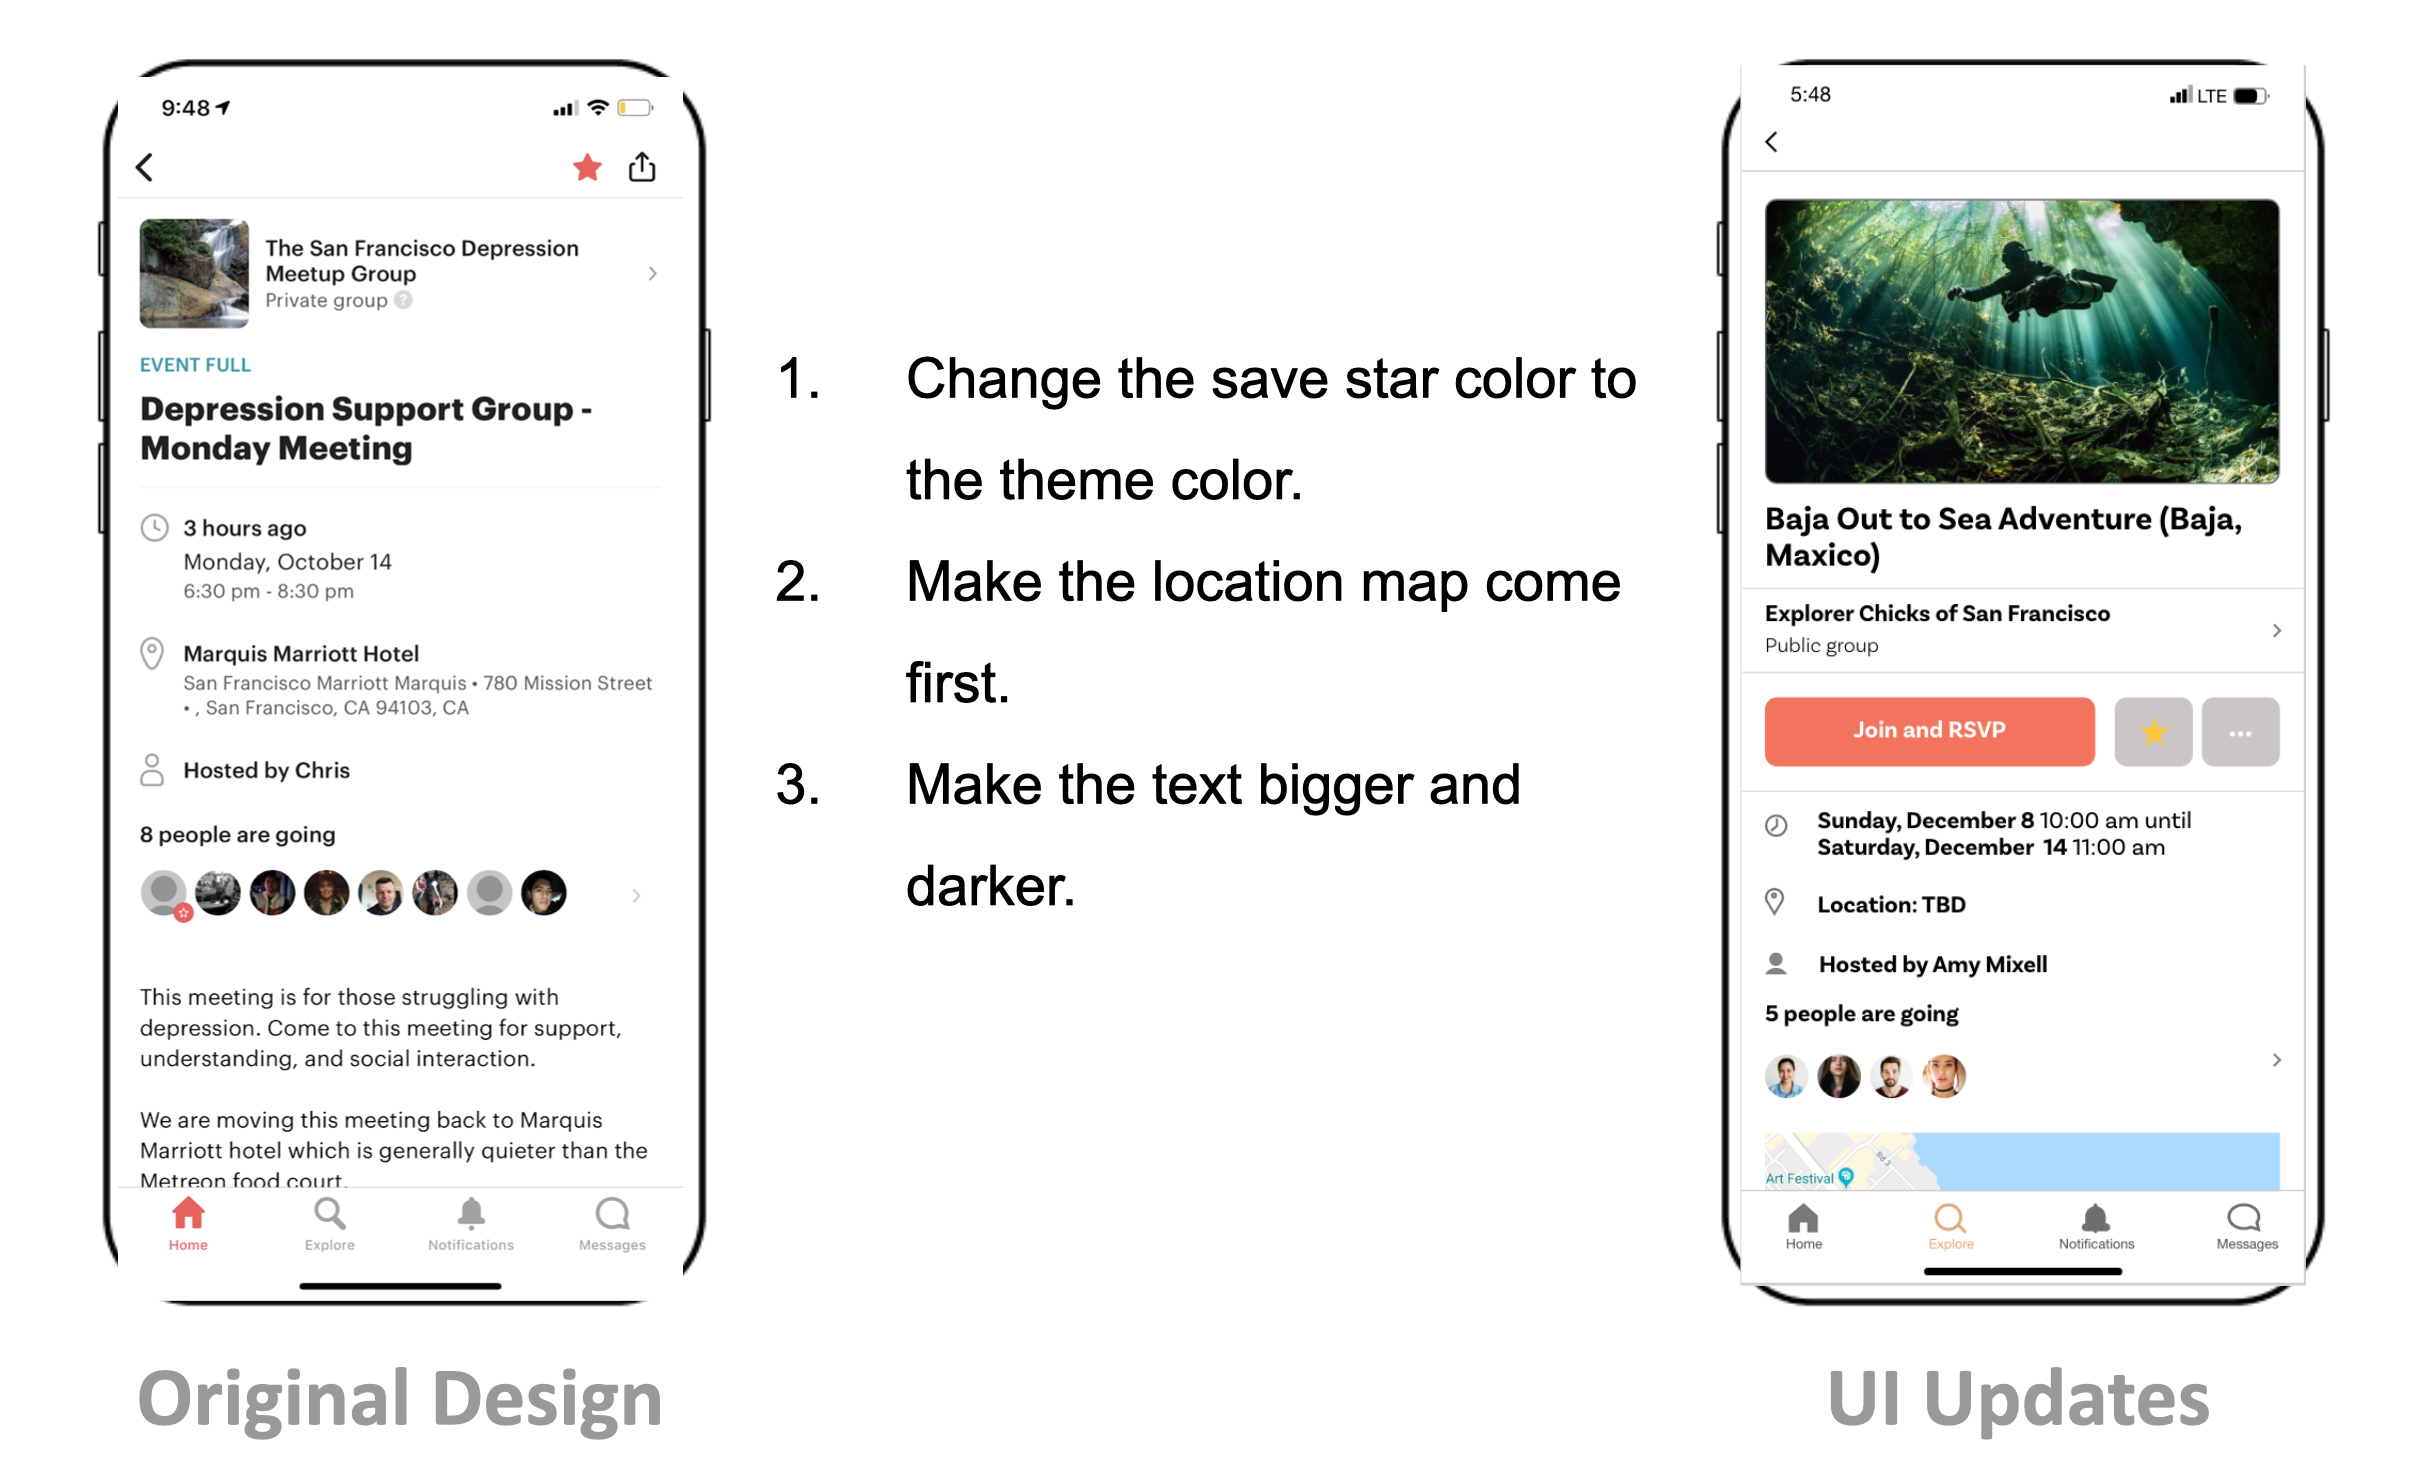 9:48
The San Francisco Depression
Meetup Group
Private group ?
EVENT FULL
Depression Support Group -
Monday Meeting
3 hours ago
Monday, October 14
6:30 pm - 8:30 pm
Marquis Marriott Hotel
San Francisco Marriott Marquis • 780 Mission Street
• , San Francisco, CA 94103, CA
Hosted by Chris
8 people are going
This meeting is for those struggling with
depression. Come to this meeting for support,
understanding, and social interaction.
We are moving this meeting back to Marquis
Marriott hotel which is generally quieter than the
Metreon food court.
Home Explore Notifications Messages
Original Design
1. Change the save star color to
the theme color.
2. Make the location map come
first.
3. Make the text bigger and
darker.
5:48 LTE
Baja Out to Sea Adventure (Baja,
Maxico)
Explorer Chicks of San Francisco
Public group
Join and RSVP ...
Sunday, December 8 10:00 am until
Saturday, December 14 11:00 am
Location: TBD
Hosted by Amy Mixell
5 people are going
Rd 3
Art Festival
Home Explore Notifications Messages
UI Updates